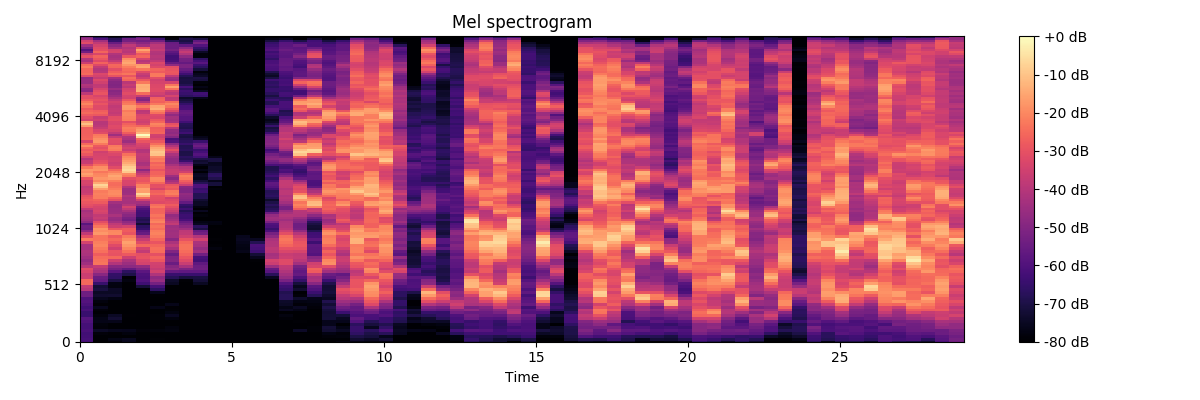 Mel spectrogram
8192
4096
2048
1024
512
0
Hz
0 5 10 15 20 25
Time
+0 dB
-10 dB
-20 dB
-30 dB
-40 dB
-50 dB
-60 dB
-70 dB
-80 dB